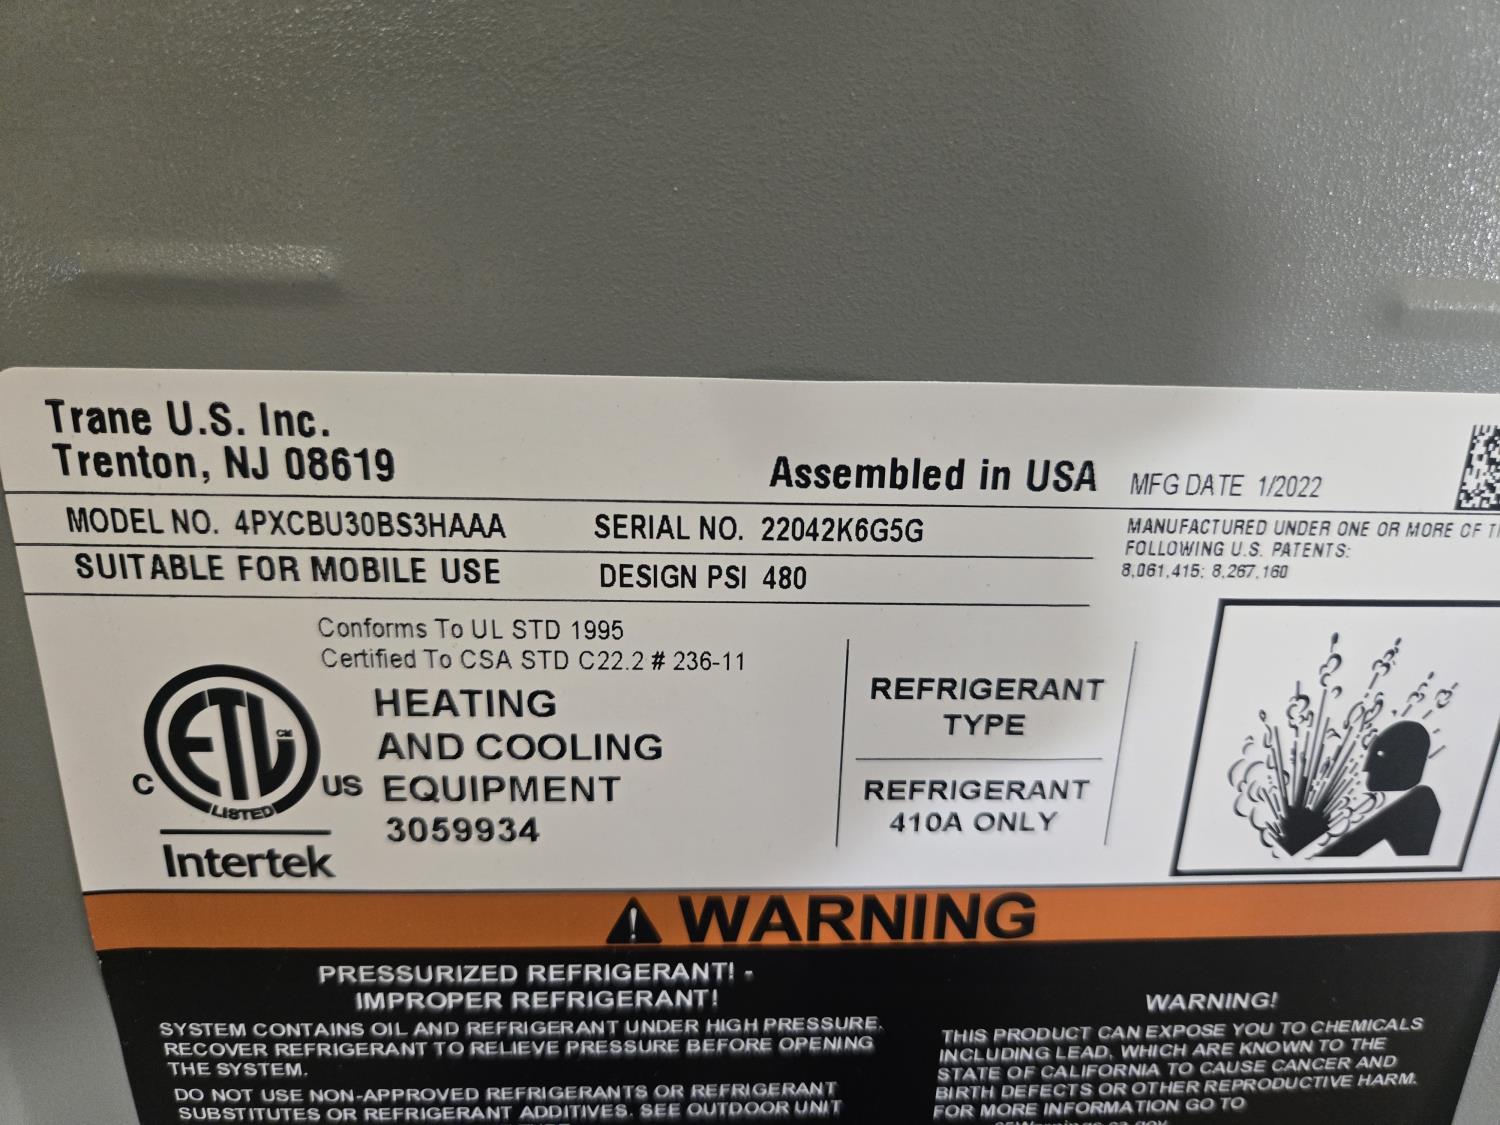 Trane U.S. Inc.
Trenton, NJ 08619
Assembled in USA MFG DATE 1/2022
MODEL NO. 4PXCBU30BS3HAAA SERIAL NO. 22042K6G5G
SUITABLE FOR MOBILE USE DESIGN PSI 480
MANUFACTURED UNDER ONE OR MORE OF
FOLLOWING U.S. PATENTS:
8,061,415; 8,267,160
Conforms To UL STD 1995
Certified To CSA STD C22.2 # 236-11
HEATING
AND COOLING
EQUIPMENT
3059934
C ETL CM US
LISTED
Intertek
REFRIGERANT
TYPE
REFRIGERANT
410A ONLY
WARNING
PRESSURIZED REFRIGERANT! -
IMPROPER REFRIGERANT!
SYSTEM CONTAINS OIL AND REFRIGERANT UNDER HIGH PRESSURE.
RECOVER REFRIGERANT TO RELIEVE PRESSURE BEFORE OPENING
THE SYSTEM.
DO NOT USE NON-APPROVED REFRIGERANTS OR REFRIGERANT
SUBSTITUTES OR REFRIGERANT ADDITIVES. SEE OUTDOOR UNIT
WARNING!
THIS PRODUCT CAN EXPOSE YOU TO CHEMICALS
INCLUDING LEAD, WHICH ARE KNOWN TO THE
STATE OF CALIFORNIA TO CAUSE CANCER AND
BIRTH DEFECTS OR OTHER REPRODUCTIVE HARM.
FOR MORE INFORMATION GO TO